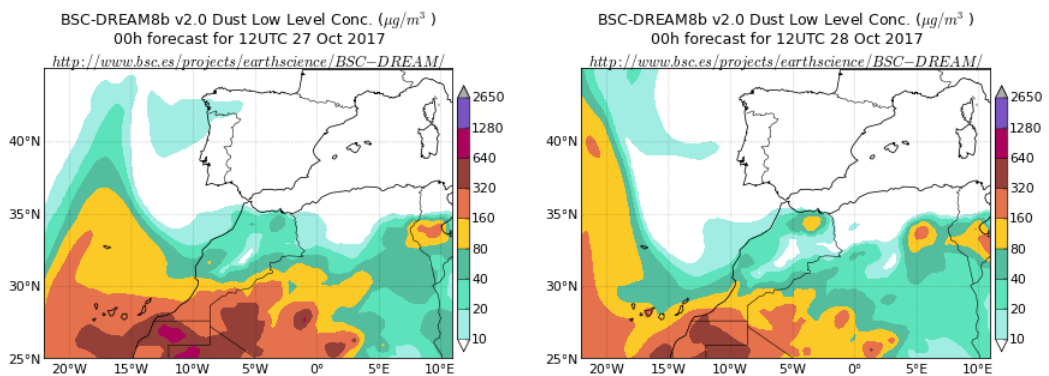 BSC-DREAM8b v2.0 Dust Low Level Conc. (μg/m³ )
00h forecast for 12UTC 27 Oct 2017
http://www.bsc.es/projects/earthscience/BSC−DREAM/
40°N
35°N
30°N
25°N
20°W 15°W 10°W 5°W 0° 5°E 10°E
2650
1280
640
320
160
80
40
20
10
BSC-DREAM8b v2.0 Dust Low Level Conc. (μg/m³ )
00h forecast for 12UTC 28 Oct 2017
http://www.bsc.es/projects/earthscience/BSC−DREAM/
40°N
35°N
30°N
25°N
20°W 15°W 10°W 5°W 0° 5°E 10°E
2650
1280
640
320
160
80
40
20
10